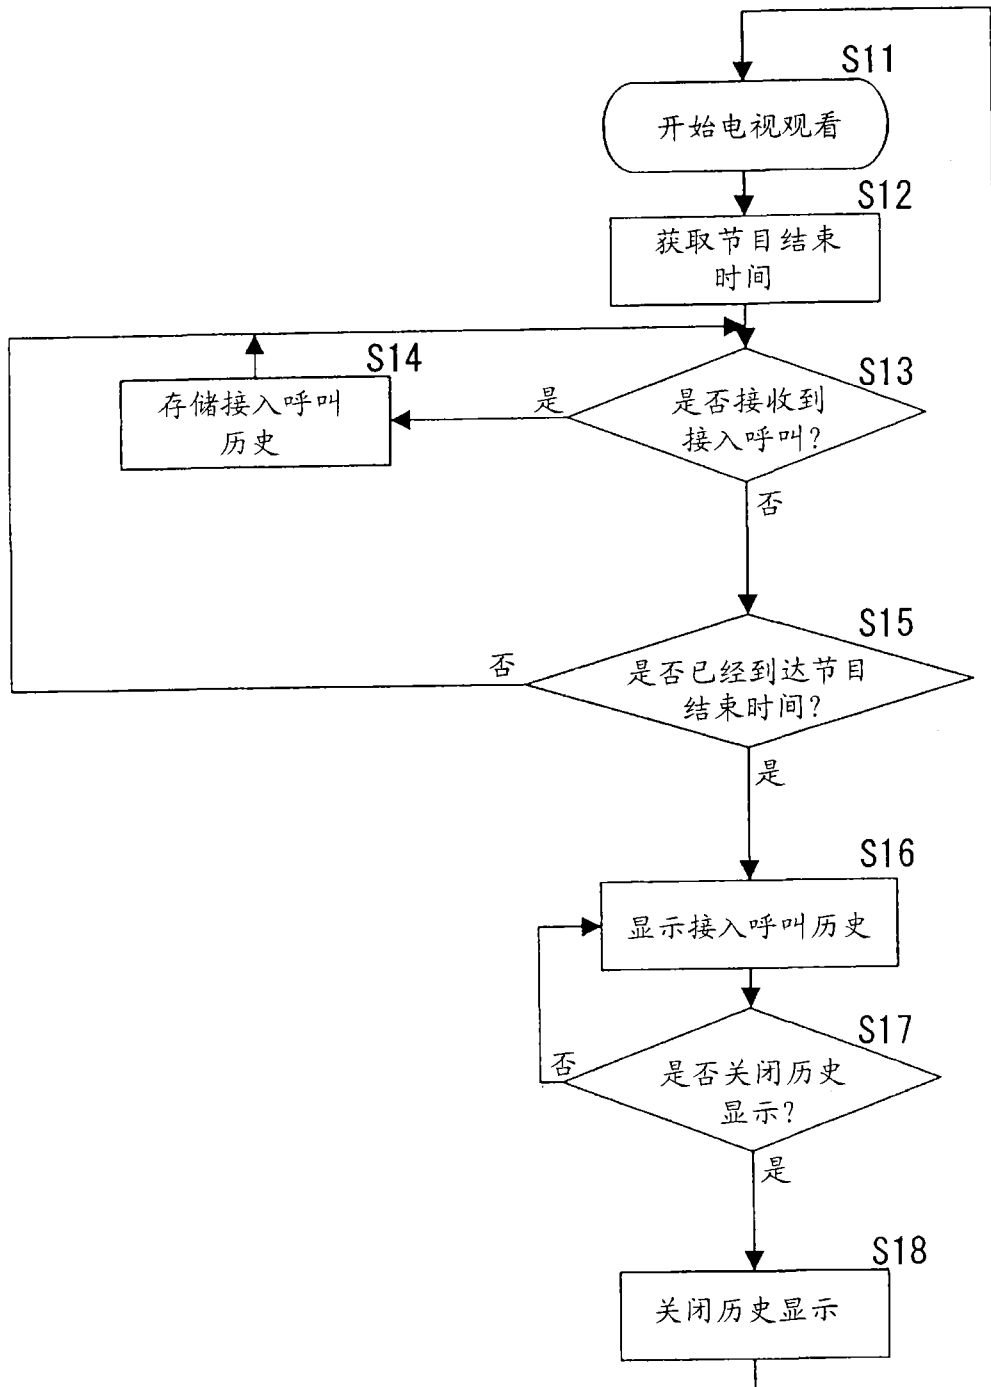 S11
开始电视观看
S12
获取节目结束
时间
S13
是否接收到
接入呼叫?
是
S14
存储接入呼叫
历史
否
S15
是否已经到达节目
结束时间?
否
是
S16
显示接入呼叫历史
S17
是否关闭历史
显示?
否
是
S18
关闭历史显示